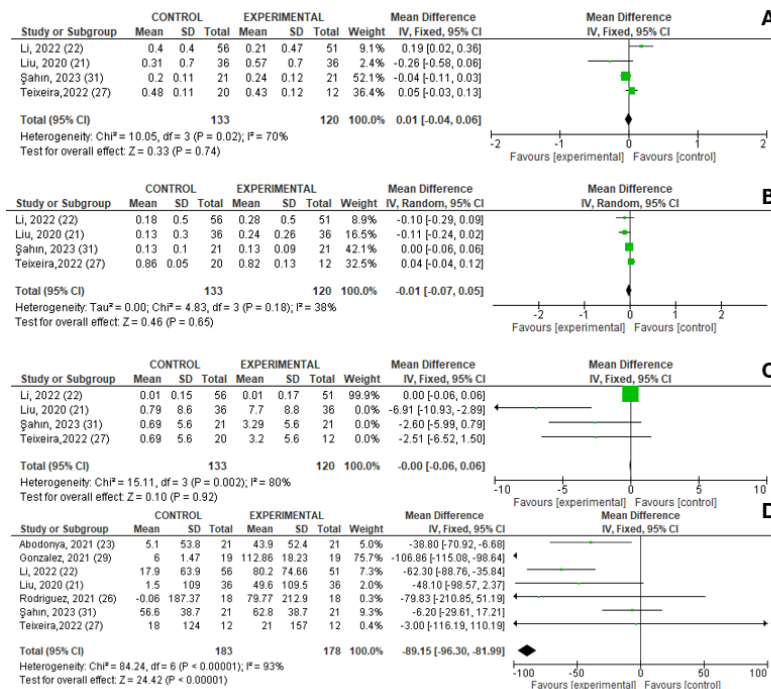 A
CONTROL EXPERIMENTAL Mean Difference Mean Difference
Study or Subgroup Mean SD Total Mean SD Total Weight IV, Fixed, 95% CI IV, Fixed, 95% CI
Li, 2022 (22) 0.4 0.4 56 0.21 0.47 51 9.1% 0.19 [0.02, 0.36]
Liu, 2020 (21) 0.31 0.7 36 0.57 0.7 36 2.4% -0.26 [-0.58, 0.06]
Şahın, 2023 (31) 0.2 0.11 21 0.24 0.12 21 52.1% -0.04 [-0.11, 0.03]
Teixeira,2022 (27) 0.48 0.11 20 0.43 0.12 12 36.4% 0.05 [-0.03, 0.13]
Total (95% CI) 133 120 100.0% 0.01 [-0.04, 0.06]
Heterogeneity: Chi² = 10.05, df = 3 (P = 0.02); I² = 70%
Test for overall effect: Z = 0.33 (P = 0.74)
-2 -1 0 1 2
Favours [experimental] Favours [control]
B
CONTROL EXPERIMENTAL Mean Difference Mean Difference
Study or Subgroup Mean SD Total Mean SD Total Weight IV, Random, 95% CI IV, Random, 95% CI
Li, 2022 (22) 0.18 0.5 56 0.28 0.5 51 8.9% -0.10 [-0.29, 0.09]
Liu, 2020 (21) 0.13 0.3 36 0.24 0.26 36 16.5% -0.11 [-0.24, 0.02]
Şahın, 2023 (31) 0.13 0.1 21 0.13 0.09 21 42.1% 0.00 [-0.06, 0.06]
Teixeira,2022 (27) 0.86 0.05 20 0.82 0.13 12 32.5% 0.04 [-0.04, 0.12]
Total (95% CI) 133 120 100.0% -0.01 [-0.07, 0.05]
Heterogeneity: Tau² = 0.00; Chi² = 4.83, df = 3 (P = 0.18); I² = 38%
Test for overall effect: Z = 0.46 (P = 0.65)
-2 -1 0 1 2
Favours [experimental] Favours [control]
C
CONTROL EXPERIMENTAL Mean Difference Mean Difference
Study or Subgroup Mean SD Total Mean SD Total Weight IV, Fixed, 95% CI IV, Fixed, 95% CI
Li, 2022 (22) 0.01 0.15 56 0.01 0.17 51 99.9% 0.00 [-0.06, 0.06]
Liu, 2020 (21) 0.79 8.6 36 7.7 8.8 36 0.0% -6.91 [-10.93, -2.89]
Şahın, 2023 (31) 0.69 5.6 21 3.29 5.6 21 0.0% -2.60 [-5.99, 0.79]
Teixeira,2022 (27) 0.69 5.6 20 3.2 5.6 12 0.0% -2.51 [-6.52, 1.50]
Total (95% CI) 133 120 100.0% -0.00 [-0.06, 0.06]
Heterogeneity: Chi² = 15.11, df = 3 (P = 0.002); I² = 80%
Test for overall effect: Z = 0.10 (P = 0.92)
-10 -5 0 5 10
Favours [experimental] Favours [control]
D
CONTROL EXPERIMENTAL Mean Difference Mean Difference
Study or Subgroup Mean SD Total Mean SD Total Weight IV, Fixed, 95% CI IV, Fixed, 95% CI
Abodonya, 2021 (23) 5.1 53.8 21 43.9 52.4 21 5.0% -38.80 [-70.92, -6.68]
Gonzalez, 2021 (29) 6 1.47 19 112.86 18.23 19 75.7% -106.86 [-115.08, -98.64]
Li, 2022 (22) 17.9 63.9 56 80.2 74.66 51 7.3% -62.30 [-88.76, -35.84]
Liu, 2020 (21) 1.5 109 36 49.6 109.5 36 2.0% -48.10 [-98.57, 2.37]
Rodriguez, 2021 (26) -0.06 187.37 18 79.77 212.9 18 0.3% -79.83 [-210.85, 51.19]
Şahın, 2023 (31) 56.6 38.7 21 62.8 38.7 21 9.3% -6.20 [-29.61, 17.21]
Teixeira,2022 (27) 18 124 12 21 157 12 0.4% -3.00 [-116.19, 110.19]
Total (95% CI) 183 178 100.0% -89.15 [-96.30, -81.99]
Heterogeneity: Chi² = 84.24, df = 6 (P < 0.00001); I² = 93%
Test for overall effect: Z = 24.42 (P < 0.00001)
-100 -50 0 50 100
Favours [experimental] Favours [control]